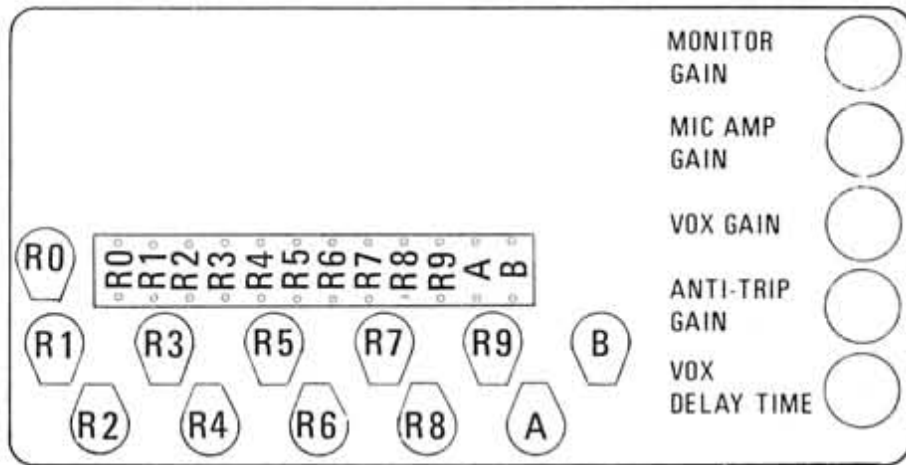 MONITOR
GAIN
MIC AMP
GAIN
VOX GAIN
ANTI-TRIP
GAIN
VOX
DELAY TIME
R0
R0 R1 R2 R3 R4 R5 R6 R7 R8 R9 A B
R1 R3 R5 R7 R9 B
R2 R4 R6 R8 A